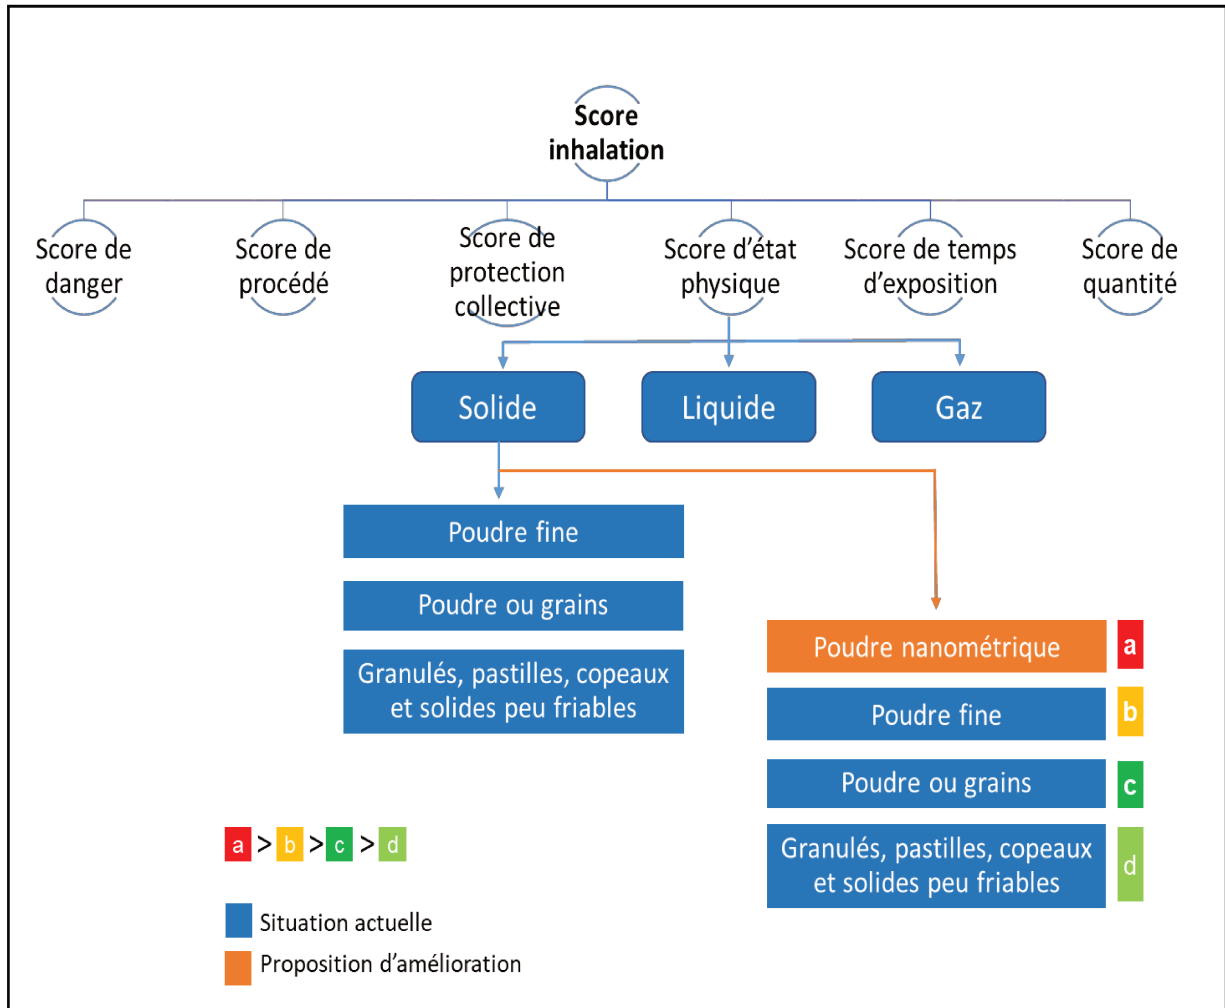 Score
inhalation
Score de
danger
Score de
procédé
Score de
protection
collective
Score d'état
physique
Score de temps
d'exposition
Score de
quantité
Solide
Liquide
Gaz
Poudre fine
Poudre ou grains
Granulés, pastilles, copeaux
et solides peu friables
Poudre nanométrique
a
Poudre fine
b
Poudre ou grains
c
Granulés, pastilles, copeaux
et solides peu friables
d
a > b > c > d
Situation actuelle
Proposition d'amélioration